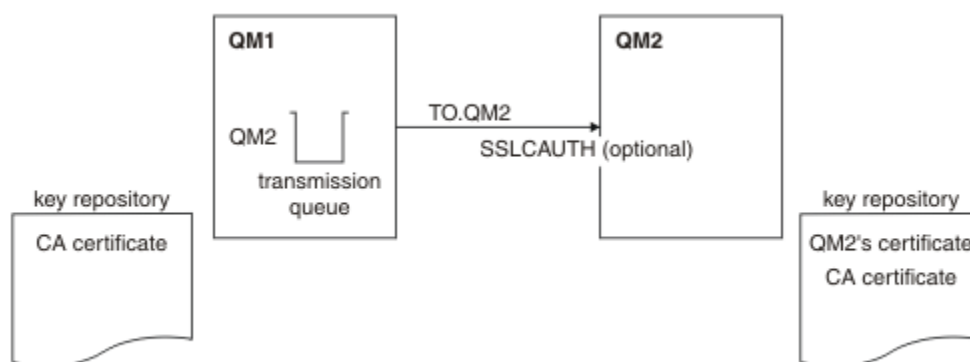 QM1
QM2
TO.QM2
QM2
SSLCAUTH (optional)
transmission
queue
key repository
key repository
CA certificate
QM2's certificate
CA certificate